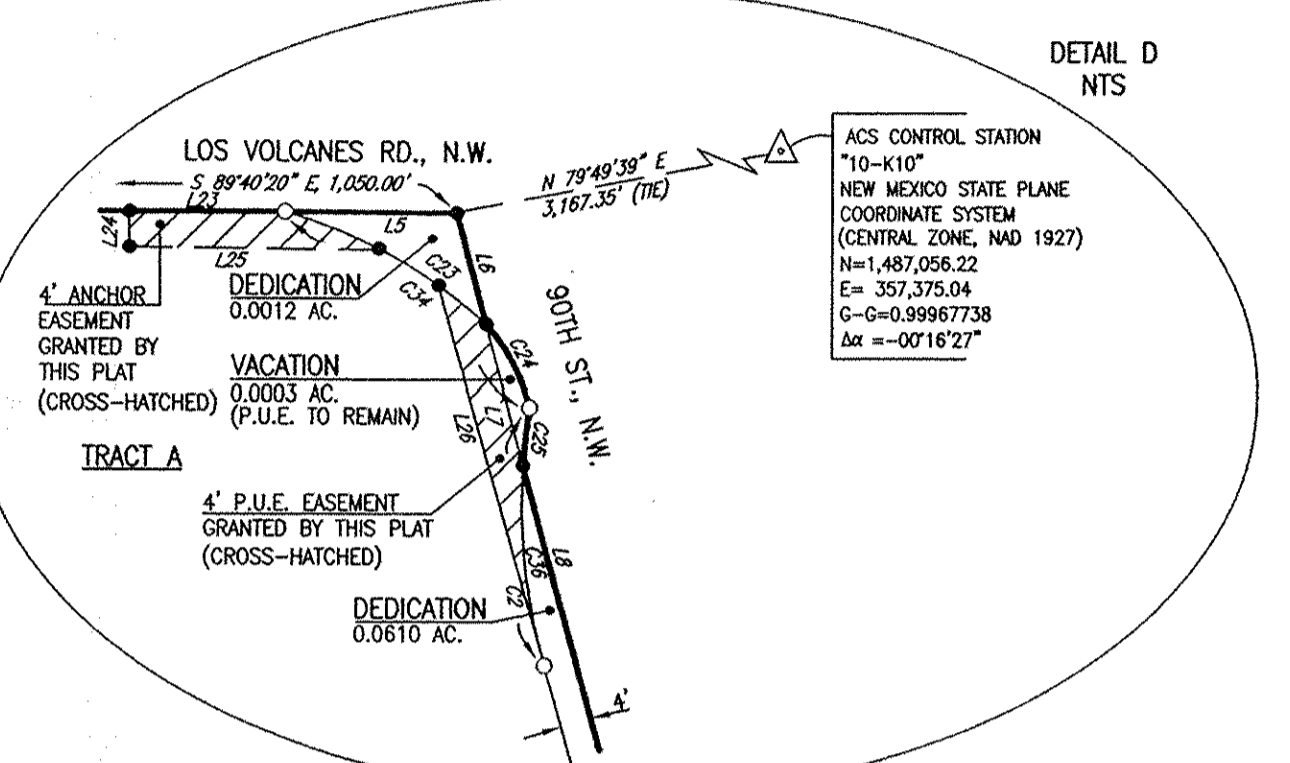 DETAIL D
NTS
LOS VOLCANES RD., N.W.
S 89°40'20" E, 1,050.00'
N 79°49'39" E
3,167.35' (TIE)
ACS CONTROL STATION
"10-K10"
NEW MEXICO STATE PLANE
COORDINATE SYSTEM
(CENTRAL ZONE, NAD 1927)
N=1,487,056.22
E= 357,375.04
G-G=0.99967738
Δα =-00°16'27"
L23
L5
L24
L25
L6
C23
C34
4' ANCHOR
EASEMENT
GRANTED BY
THIS PLAT
(CROSS-HATCHED)
DEDICATION
0.0012 AC.
90TH ST., N.W.
C24
VACATION
0.0003 AC.
(P.U.E. TO REMAIN)
L26
L7
C25
TRACT A
4' P.U.E. EASEMENT
GRANTED BY THIS PLAT
(CROSS-HATCHED)
C36
L8
C2
DEDICATION
0.0610 AC.
4'